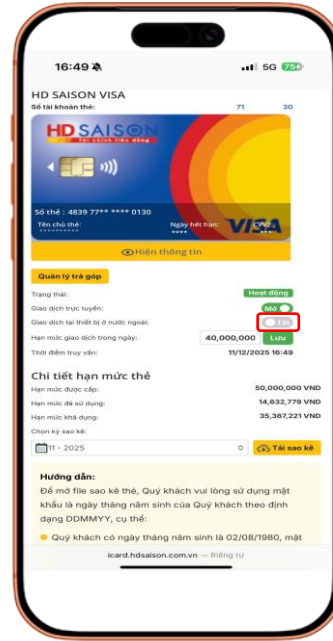 16:49
5G 75
HD SAISON VISA
Số tài khoản thẻ: 71 30
HD SAISON
Tài chính tiêu dùng
Số thẻ : 4839 77** **** 0130
Tên chủ thẻ: Ngày hết hạn: CVV2:
********** **** ***
VISA
Hiện thông tin
Quản lý trả góp
Trạng thái: Hoạt động
Giao dịch trực tuyến: Mở
Giao dịch tại thiết bị ở nước ngoài: Tắt
Hạn mức giao dịch trong ngày: 40,000,000 Lưu
Thời điểm truy vấn: 11/12/2025 16:49
Chi tiết hạn mức thẻ
Hạn mức được cấp: 50,000,000 VND
Hạn mức đã sử dụng: 14,632,779 VND
Hạn mức khả dụng: 35,367,221 VND
Chọn kỳ sao kê:
11 - 2025 Tải sao kê
Hướng dẫn:
Để mở file sao kê thẻ, Quý khách vui lòng sử dụng mật
khẩu là ngày tháng năm sinh của Quý khách theo định
dạng DDMMYY, cụ thể:
Quý khách có ngày tháng năm sinh là 02/08/1980, mật
icard.hdsaison.com.vn — Riêng tư